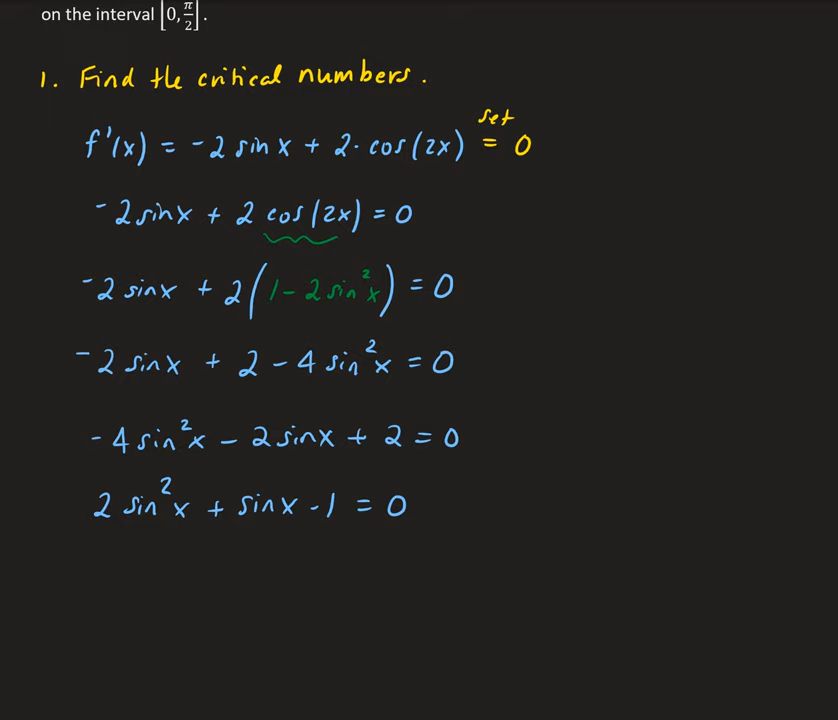 on the interval [0, π/2].
1. Find the critical numbers.
set
f'(x) = -2 sin x + 2· cos(2x) = 0
-2 sin x + 2 cos(2x) = 0
-2 sin x + 2(1 - 2 sin²x) = 0
-2 sin x + 2 - 4 sin²x = 0
-4 sin²x - 2 sin x + 2 = 0
2 sin²x + sin x - 1 = 0